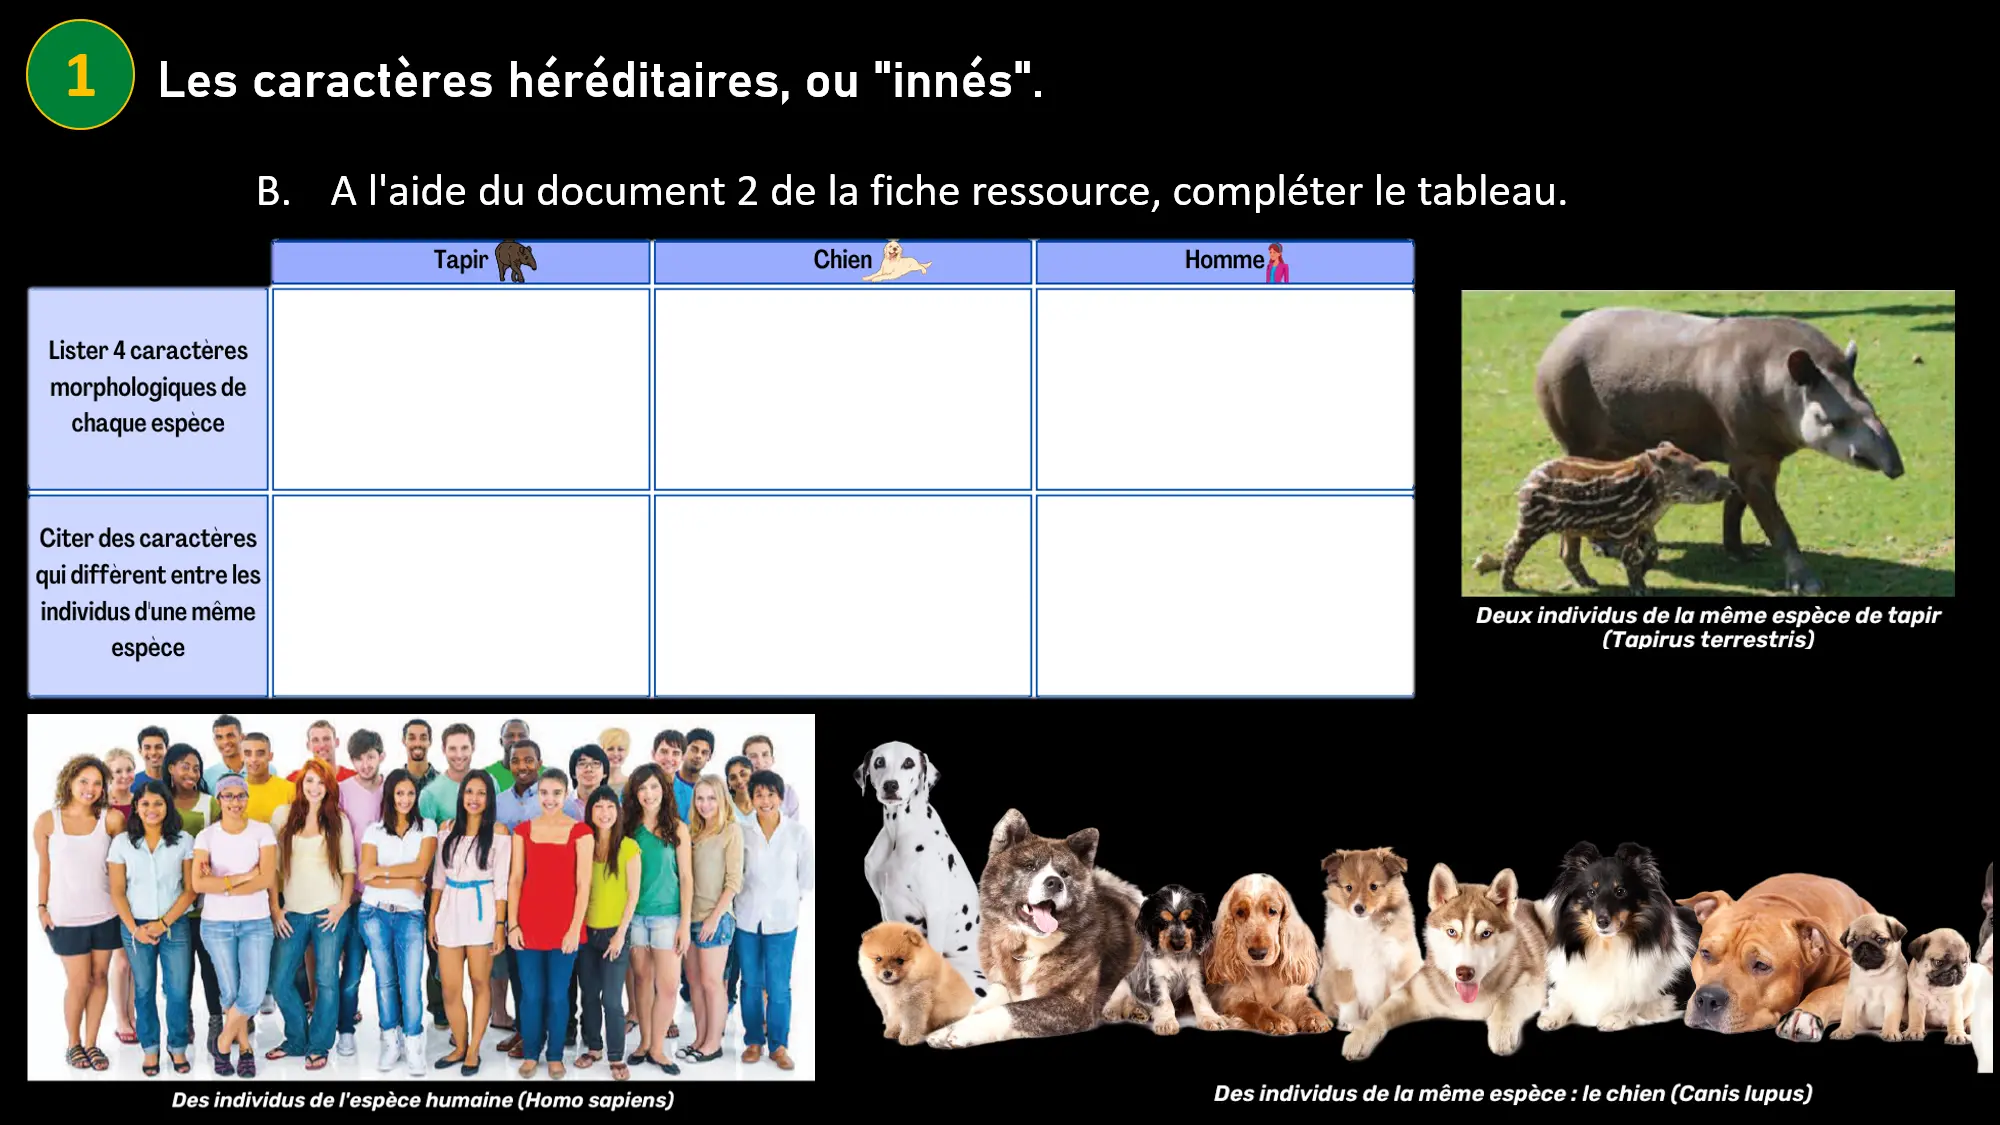 1
Les caractères héréditaires, ou "innés".
B. A l'aide du document 2 de la fiche ressource, compléter le tableau.
Tapir
Chien
Homme
Lister 4 caractères
morphologiques de
chaque espèce
Citer des caractères
qui diffèrent entre les
individus d'une même
espèce
Deux individus de la même espèce de tapir
(Tapirus terrestris)
Des individus de l'espèce humaine (Homo sapiens)
Des individus de la même espèce : le chien (Canis lupus)